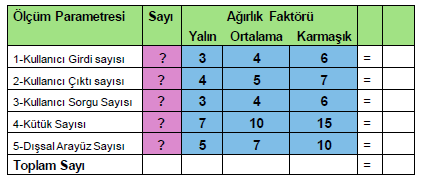 Ölçüm Parametresi Sayı Ağırlık Faktörü
Yalın Ortalama Karmaşık
1-Kullanıcı Girdi sayısı ? 3 4 6 =
2-Kullanıcı Çıktı sayısı ? 4 5 7 =
3-Kullanıcı Sorgu Sayısı ? 3 4 6 =
4-Kütük Sayısı ? 7 10 15 =
5-Dışsal Arayüz Sayısı ? 5 7 10 =
Toplam Sayı =